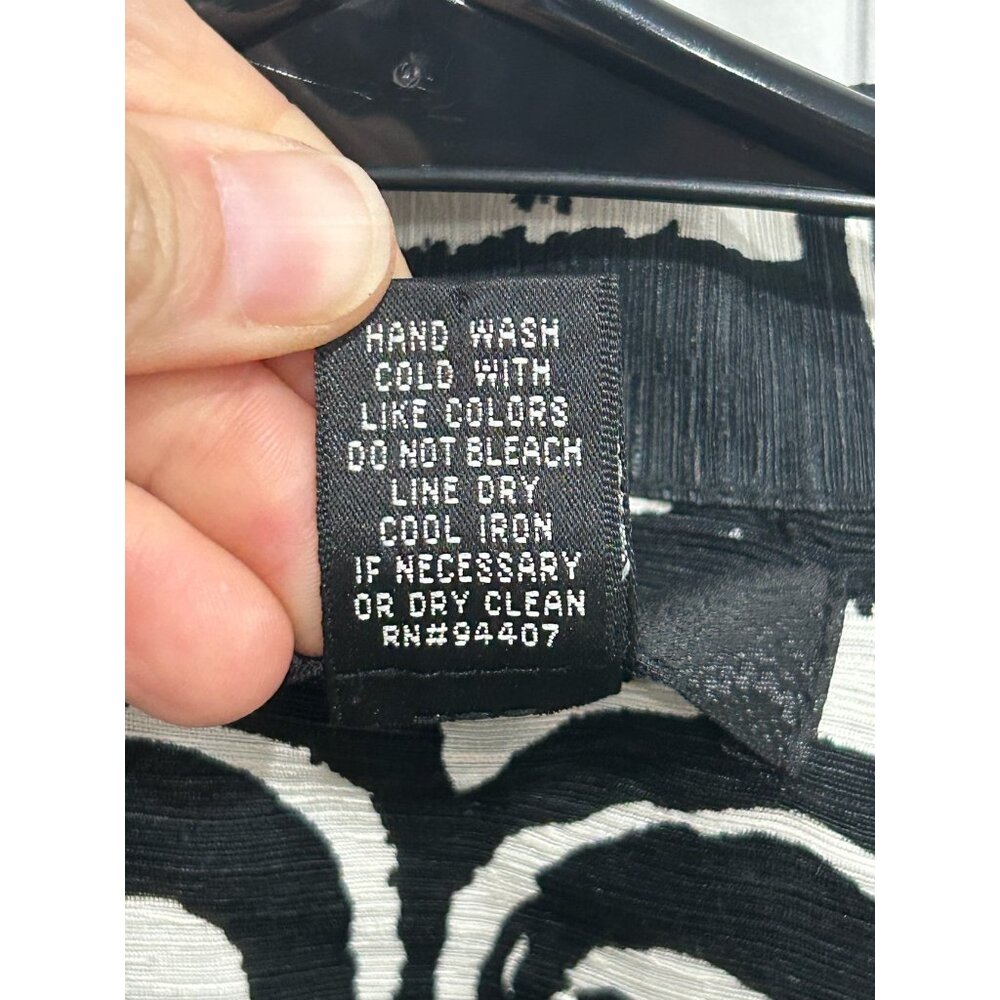 HAND WASH
COLD WITH
LIKE COLORS
DO NOT BLEACH
LINE DRY
COOL IRON
IF NECESSARY
OR DRY CLEAN
RN#94407